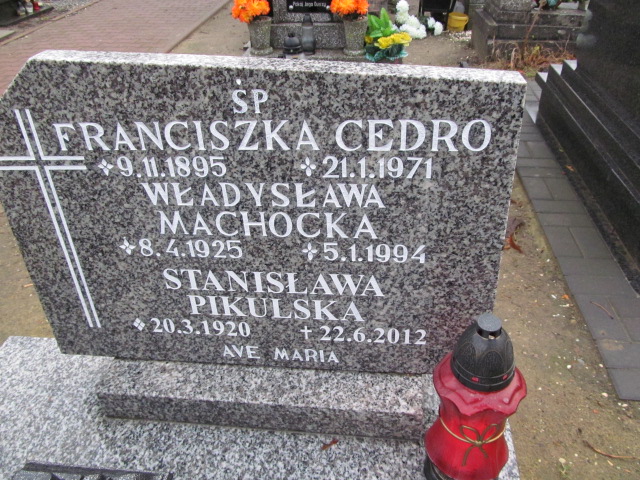 ŚP
FRANCISZKA CEDRO
9.11.1895 21.1.1971
WŁADYSŁAWA
MACHOCKA
8.4.1925 5.1.1994
STANISŁAWA
PIKULSKA
20.3.1920 22.6.2012
AVE MARIA